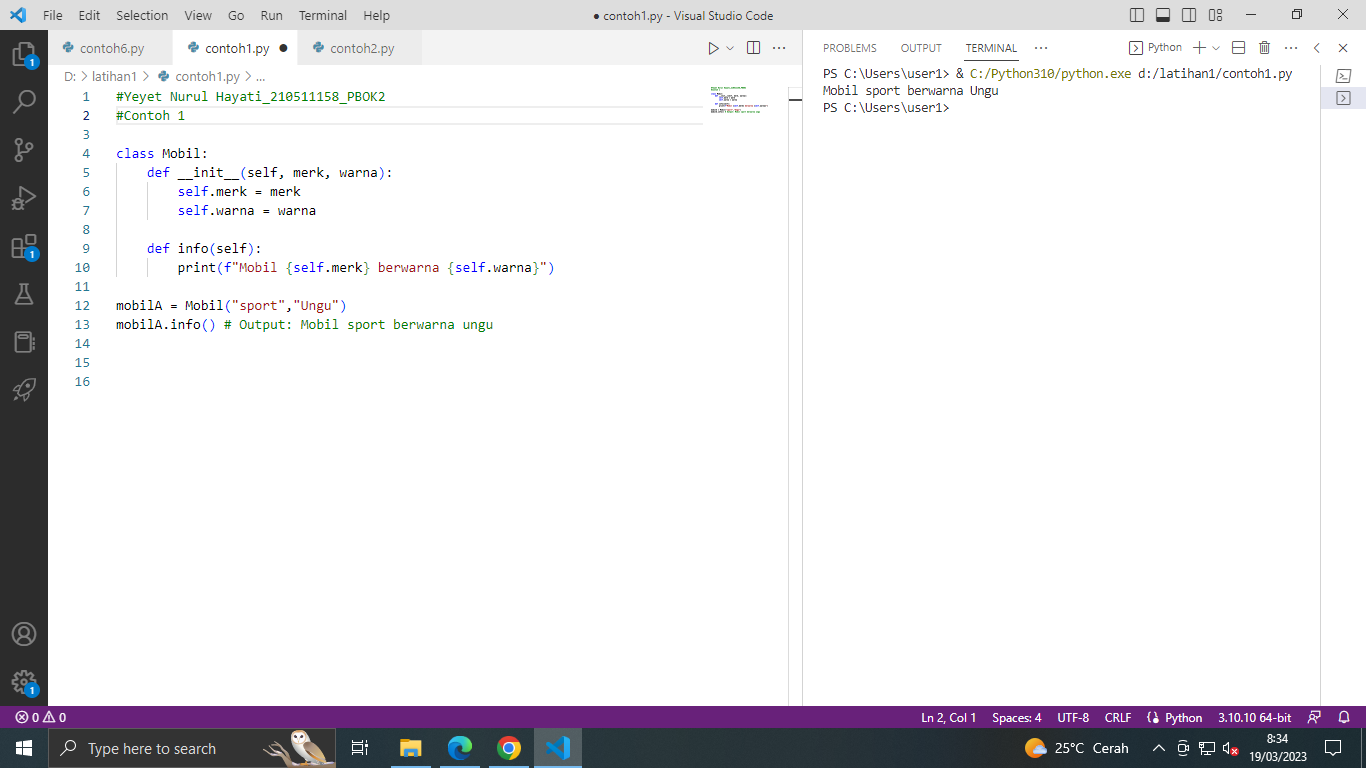 File Edit Selection View Go Run Terminal Help
● contoh1.py - Visual Studio Code
contoh6.py contoh1.py ● contoh2.py
D: > latihan1 > contoh1.py > ...
1 #Yeyet Nurul Hayati_210511158_PBOK2
2 #Contoh 1
3
4 class Mobil:
5     def __init__(self, merk, warna):
6         self.merk = merk
7         self.warna = warna
8
9     def info(self):
10         print(f"Mobil {self.merk} berwarna {self.warna}")
11
12 mobilA = Mobil("sport","Ungu")
13 mobilA.info() # Output: Mobil sport berwarna ungu
14
15
16
PROBLEMS OUTPUT TERMINAL ··· Python
PS C:\Users\user1> & C:/Python310/python.exe d:/latihan1/contoh1.py
Mobil sport berwarna Ungu
PS C:\Users\user1>
1
1
1
0 0 Ln 2, Col 1 Spaces: 4 UTF-8 CRLF Python 3.10.10 64-bit
Type here to search 25°C Cerah 8:34
19/03/2023